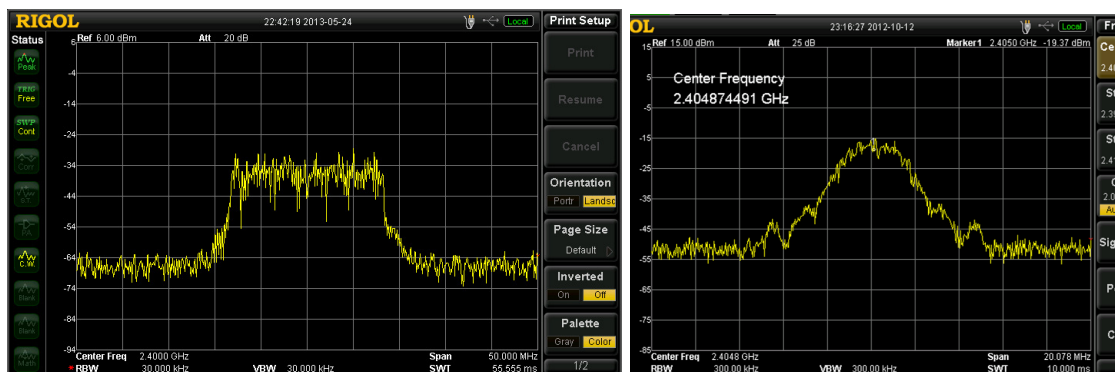 RIGOL
22:42:19 2013-05-24
Local
Print Setup
Status
Ref 6.00 dBm
Att 20 dB
6
-4
-14
-24
-34
-44
-54
-64
-74
-84
-94
Peak
TRIG
Free
SWP
Cont
Corr
S.T.
PA
C.W.
Blank
Blank
Math
Print
Resume
Cancel
Orientation
Portr Landsc
Page Size
Default
Inverted
On Off
Palette
Gray Color
1/2
Center Freq 2.4000 GHz
Span 50.000 MHz
*RBW 30.000 kHz
VBW 30.000 kHz
SWT 55.555 ms
OL
23:16:27 2012-10-12
Local
Ref 15.00 dBm
Att 25 dB
Marker1 2.4050 GHz -19.37 dBm
Center Frequency
2.404874491 GHz
15
5
-5
-15
-25
-35
-45
-55
-65
-75
-85
Center Freq 2.4048 GHz
Span 20.078 MHz
RBW 300.00 kHz
VBW 300.00 kHz
SWT 10.000 ms